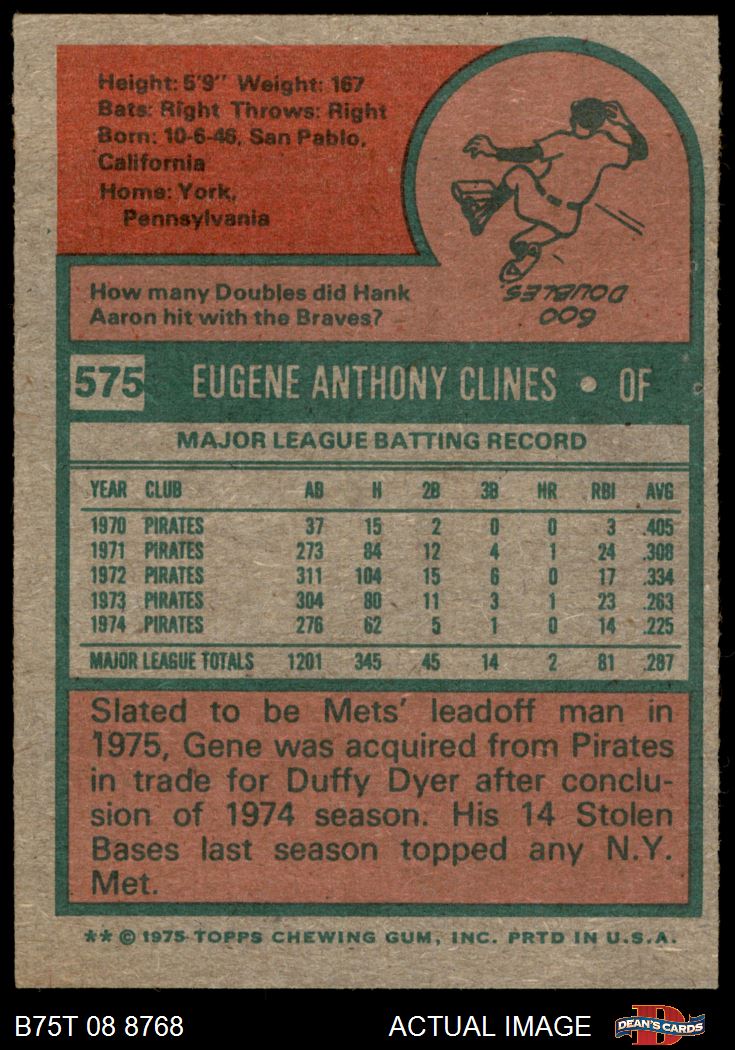 Height: 5'9" Weight: 167
Bats: Right Throws: Right
Born: 10-6-46, San Pablo,
California
Home: York,
Pennsylvania
How many Doubles did Hank
Aaron hit with the Braves?
600
DOUBLES.
575 EUGENE ANTHONY CLINES • OF
MAJOR LEAGUE BATTING RECORD
YEAR CLUB AB H 2B 3B HR RBI AVG
1970 PIRATES 37 15 2 0 0 3 .405
1971 PIRATES 273 84 12 4 1 24 .308
1972 PIRATES 311 104 15 6 0 17 .334
1973 PIRATES 304 80 11 3 1 23 .263
1974 PIRATES 276 62 5 1 0 14 .225
MAJOR LEAGUE TOTALS 1201 345 45 14 2 81 .287
Slated to be Mets' leadoff man in
1975, Gene was acquired from Pirates
in trade for Duffy Dyer after conclu-
sion of 1974 season. His 14 Stolen
Bases last season topped any N.Y.
Met.
** © 1975 TOPPS CHEWING GUM, INC. PRTD IN U.S.A.
B75T 08 8768 ACTUAL IMAGE DEAN'S CARDS